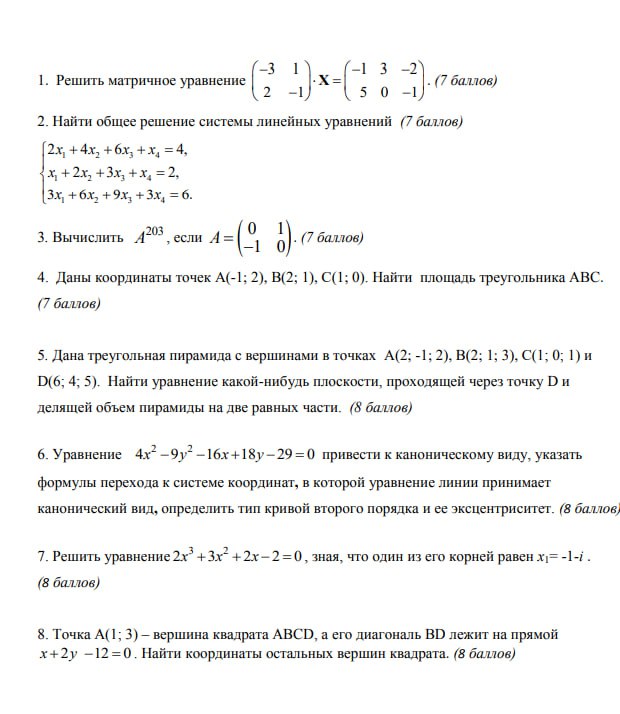 1. Решить матричное уравнение $\begin{pmatrix} -3 & 1 \\ 2 & -1 \end{pmatrix} \cdot \mathbf{X} = \begin{pmatrix} -1 & 3 & -2 \\ 5 & 0 & -1 \end{pmatrix}$. (7 баллов)
2. Найти общее решение системы линейных уравнений (7 баллов)
$\begin{cases} 2x_1 + 4x_2 + 6x_3 + x_4 = 4, \\ x_1 + 2x_2 + 3x_3 + x_4 = 2, \\ 3x_1 + 6x_2 + 9x_3 + 3x_4 = 6. \end{cases}$
3. Вычислить $A^{203}$, если $A = \begin{pmatrix} 0 & 1 \\ -1 & 0 \end{pmatrix}$. (7 баллов)
4. Даны координаты точек A(-1; 2), B(2; 1), C(1; 0). Найти площадь треугольника ABC.
(7 баллов)
5. Дана треугольная пирамида с вершинами в точках A(2; -1; 2), B(2; 1; 3), C(1; 0; 1) и
D(6; 4; 5). Найти уравнение какой-нибудь плоскости, проходящей через точку D и
делящей объем пирамиды на две равных части. (8 баллов)
6. Уравнение $4x^2 - 9y^2 - 16x + 18y - 29 = 0$ привести к каноническому виду, указать
формулы перехода к системе координат, в которой уравнение линии принимает
канонический вид, определить тип кривой второго порядка и ее эксцентриситет. (8 баллов)
7. Решить уравнение $2x^3 + 3x^2 + 2x - 2 = 0$, зная, что один из его корней равен $x_1$= -1-i .
(8 баллов)
8. Точка A(1; 3) – вершина квадрата ABCD, а его диагональ BD лежит на прямой
$x + 2y - 12 = 0$. Найти координаты остальных вершин квадрата. (8 баллов)